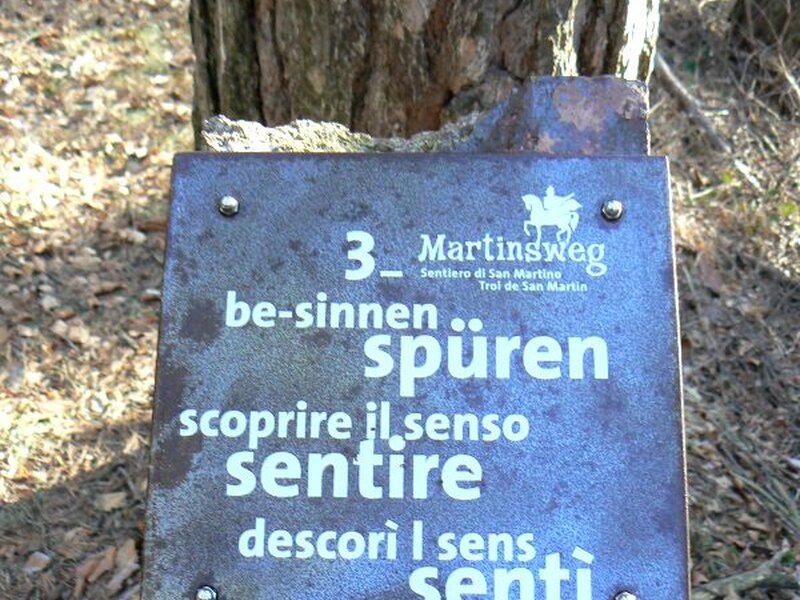 3_ Martinsweg
Sentiero di San Martino
Troi de San Martin
be-sinnen
spüren
scoprire il senso
sentire
descorì l sens
sentì